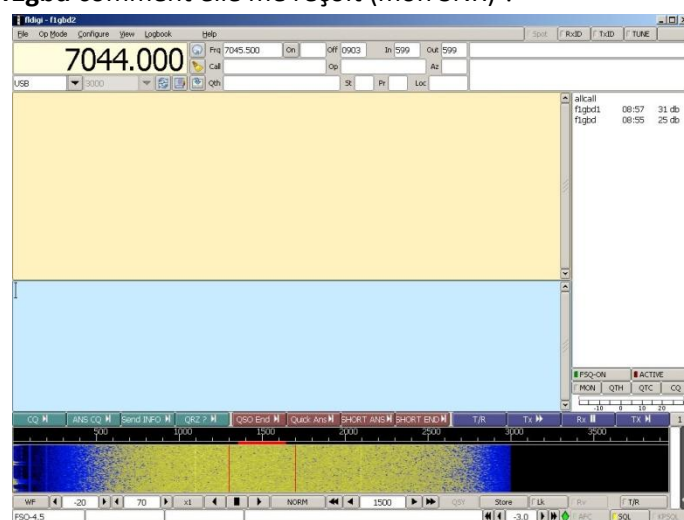 f1gbd comment elle me reçoit (mon SNR) :
fldigi - f1gbd2
File Op Mode Configure View Logbook Help Spot RxID TxID TUNE
7044.000 Frq 7045.500 On Off 0903 In 599 Out 599
Call Op Az
USB 3000 Qth St Pr Loc
allcall
f1gbd1 08:57 31 db
f1gbd 08:55 25 db
FSQ-ON ACTIVE
MON QTH QTC CQ
-10 0 10 20
CQ ANS CQ Send INFO QRZ ? QSO End Quick Ans SHORT ANS SHORT END T/R Tx Rx TX 1
500 1000 1500 2000 2500 3000 3500
WF -20 70 x1 NORM 1500 QSY Store Lk Rv T/R
FSQ-4.5 -3.0 AFC SQL KPSQL